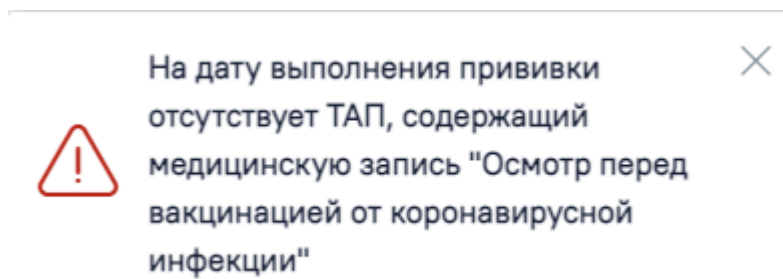 На дату выполнения прививки
отсутствует ТАП, содержащий
медицинскую запись "Осмотр перед
вакцинацией от коронавирусной
инфекции"